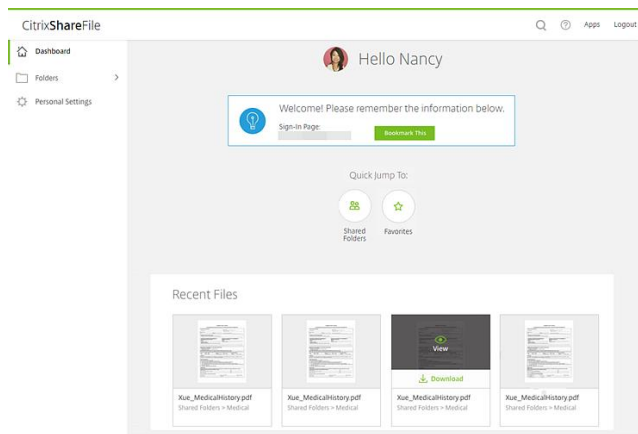 CitrixShareFile
Apps Logout
Dashboard
Folders
Personal Settings
Hello Nancy
Welcome! Please remember the information below.
Sign-In Page:
Bookmark This
Quick Jump To:
Shared
Folders
Favorites
Recent Files
View
Download
Xue_MedicalHistory.pdf
Shared Folders > Medical
Xue_MedicalHistory.pdf
Shared Folders > Medical
Xue_MedicalHistory.pdf
Shared Folders > Medical
Xue_MedicalHistory.pdf
Shared Folders > Medical